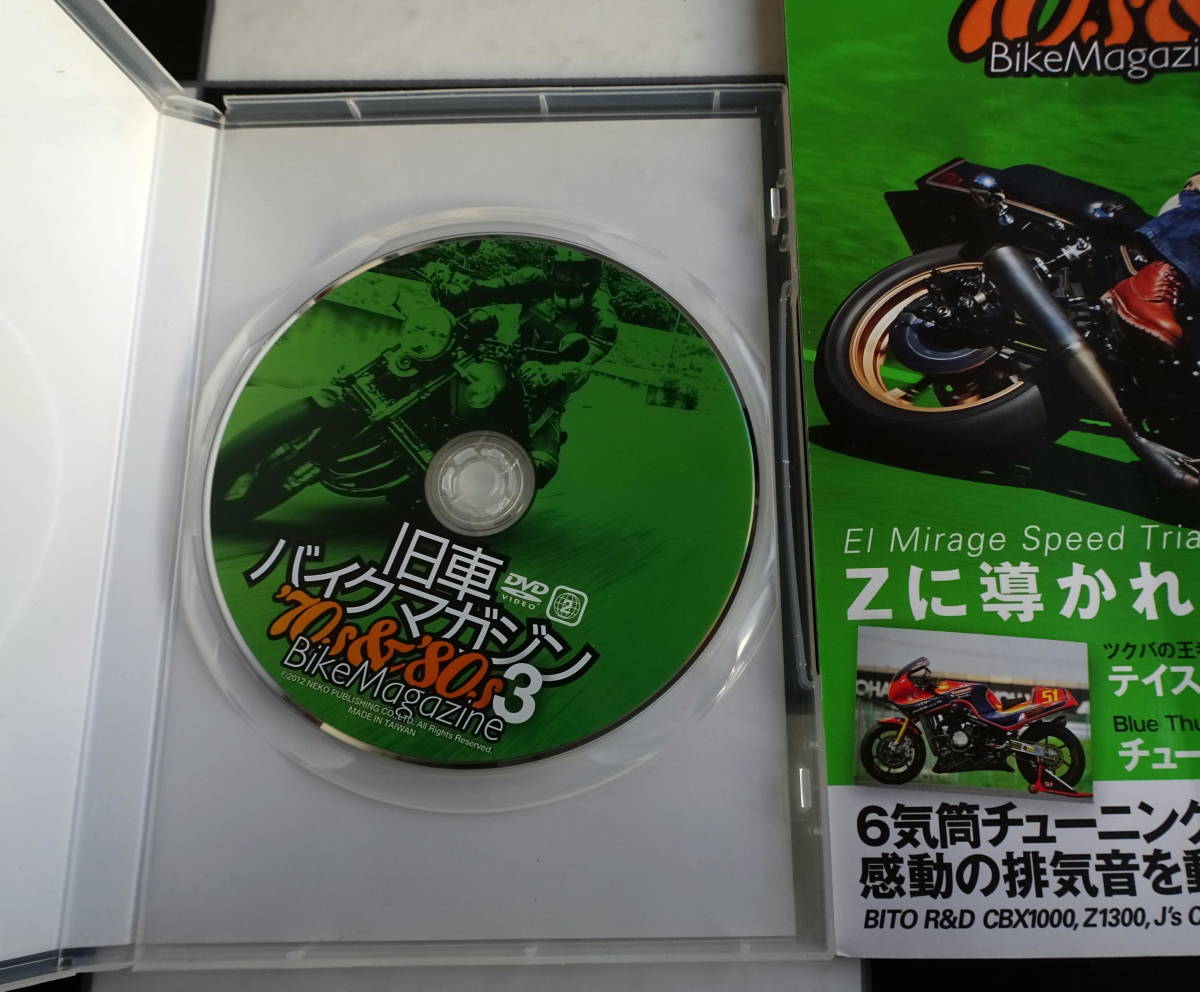 旧車
バイクマガジン
DVD
VIDEO
2
'70s&'80s
BikeMagazine
3
©2012 NEKO PUBLISHING CO.,LTD. All Rights Reserved.
MADE IN TAIWAN
'70s&
BikeMagazi
El Mirage Speed Tria
Zに導かれ
ツクバの王
テイス
51
Blue Thu
チュー
6気筒チューニング
感動の排気音を
BITO R&D CBX1000, Z1300, J's